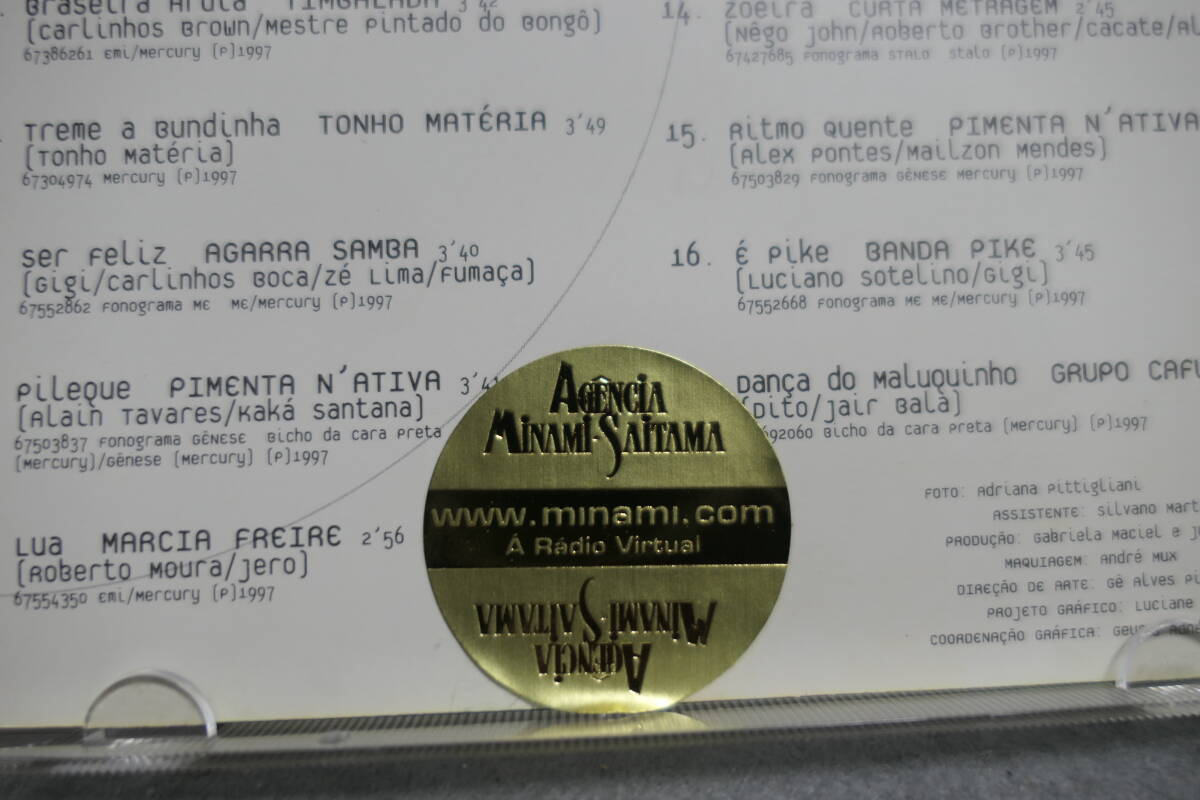 Braseira Aruta TIMBALADA 3'42
(carlinhos Brown/Mestre Pintado do Bongô)
67386261 EMI/Mercury (P)1997
Treme a Bundinha TONHO MATÉRIA 3'49
(Tonho Matéria)
67304974 Mercury (P)1997
ser Feliz AGARRA SAMBA 3'40
(Gigi/carlinhos Boca/zé Lima/Fumaça)
67552862 Fonograma ME ME/Mercury (P)1997
Pileque PIMENTA N'ATIVA 3'41
(Alain Tavares/Kaká Santana)
67503837 Fonograma GÊNESE Bicho da cara Preta
(Mercury)/Gênese (Mercury) (P)1997
Lua MARCIA FREIRE 2'56
(Roberto Moura/Jero)
67554350 EMI/Mercury (P)1997
14. Zoeira CURTA METRAGEM 2'45
(Nêgo John/Roberto Brother/cacate/
67427685 Fonograma STALO Stalo (P)1997
15. Ritmo Quente PIMENTA N'ATIVA
(Alex Pontes/Mailzon Mendes)
67503829 Fonograma GÊNESE Mercury (P)1997
16. É Pike BANDA PIKE 3'45
(Luciano Sotelino/Gigi)
67552668 Fonograma ME ME/Mercury (P)1997
Dança do Maluquinho GRUPO
(Dito/Jair Balà)
692060 Bicho da cara Preta (Mercury) (P)1997
FOTO: Adriana Pittigliani
ASSISTENTE: Silvano
PRODUÇÃO: Gabriela Maciel e
MAQUIAGEM: André Mux
DIREÇÃO DE ARTE: Gê Alves
PROJETO GRÁFICO: Luciane
COORDENAÇÃO GRÁFICA:
AGÊNCIA
MINAMI-SAITAMA
www.minami.com
Á Rádio Virtual
MINAMI-SAITAMA
AGÊNCIA